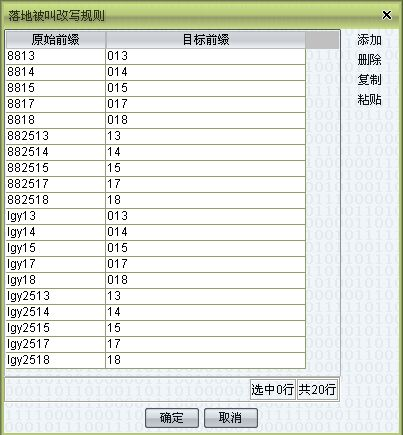 落地被叫改写规则
原始前缀 目标前缀
8813 013
8814 014
8815 015
8817 017
8818 018
882513 13
882514 14
882515 15
882517 17
882518 18
lgy13 013
lgy14 014
lgy15 015
lgy17 017
lgy18 018
lgy2513 13
lgy2514 14
lgy2515 15
lgy2517 17
lgy2518 18
添加
删除
复制
粘贴
选中0行 共20行
确定 取消